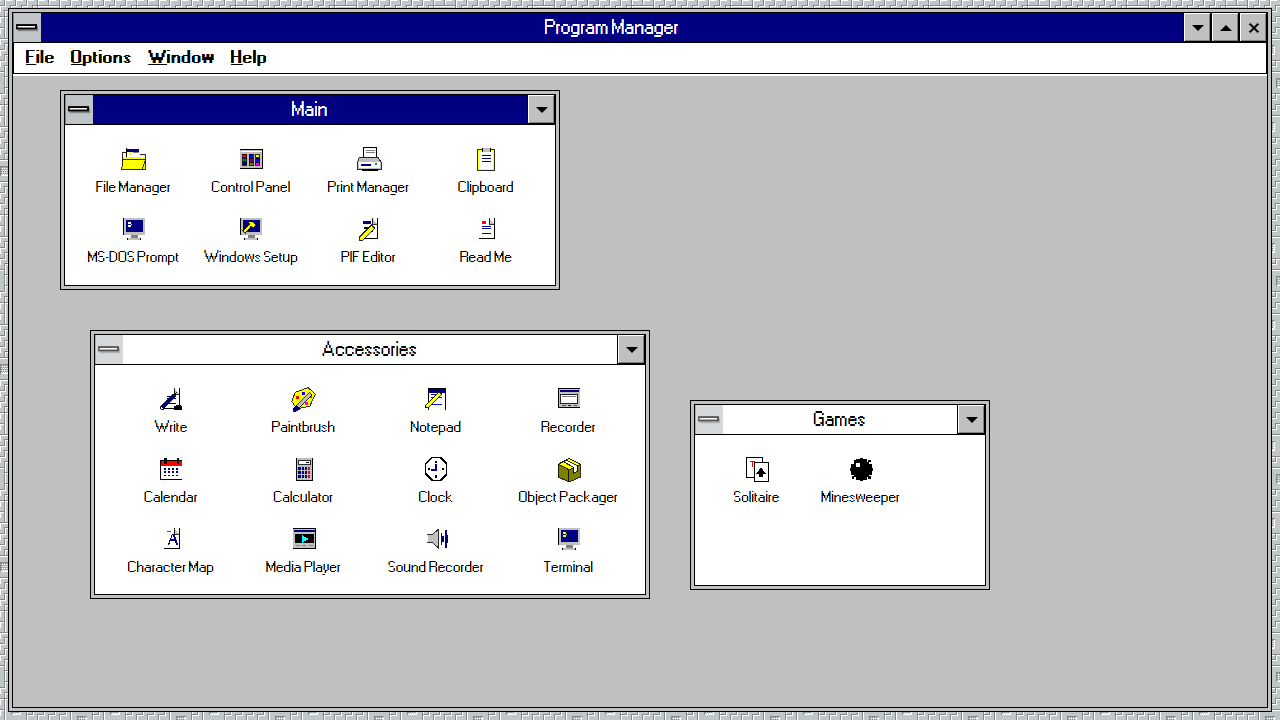 Program Manager
File Options Window Help
Main
File Manager Control Panel Print Manager Clipboard
MS-DOS Prompt Windows Setup PIF Editor Read Me
Accessories
Write Paintbrush Notepad Recorder
Calendar Calculator Clock Object Packager
Character Map Media Player Sound Recorder Terminal
Games
Solitaire Minesweeper